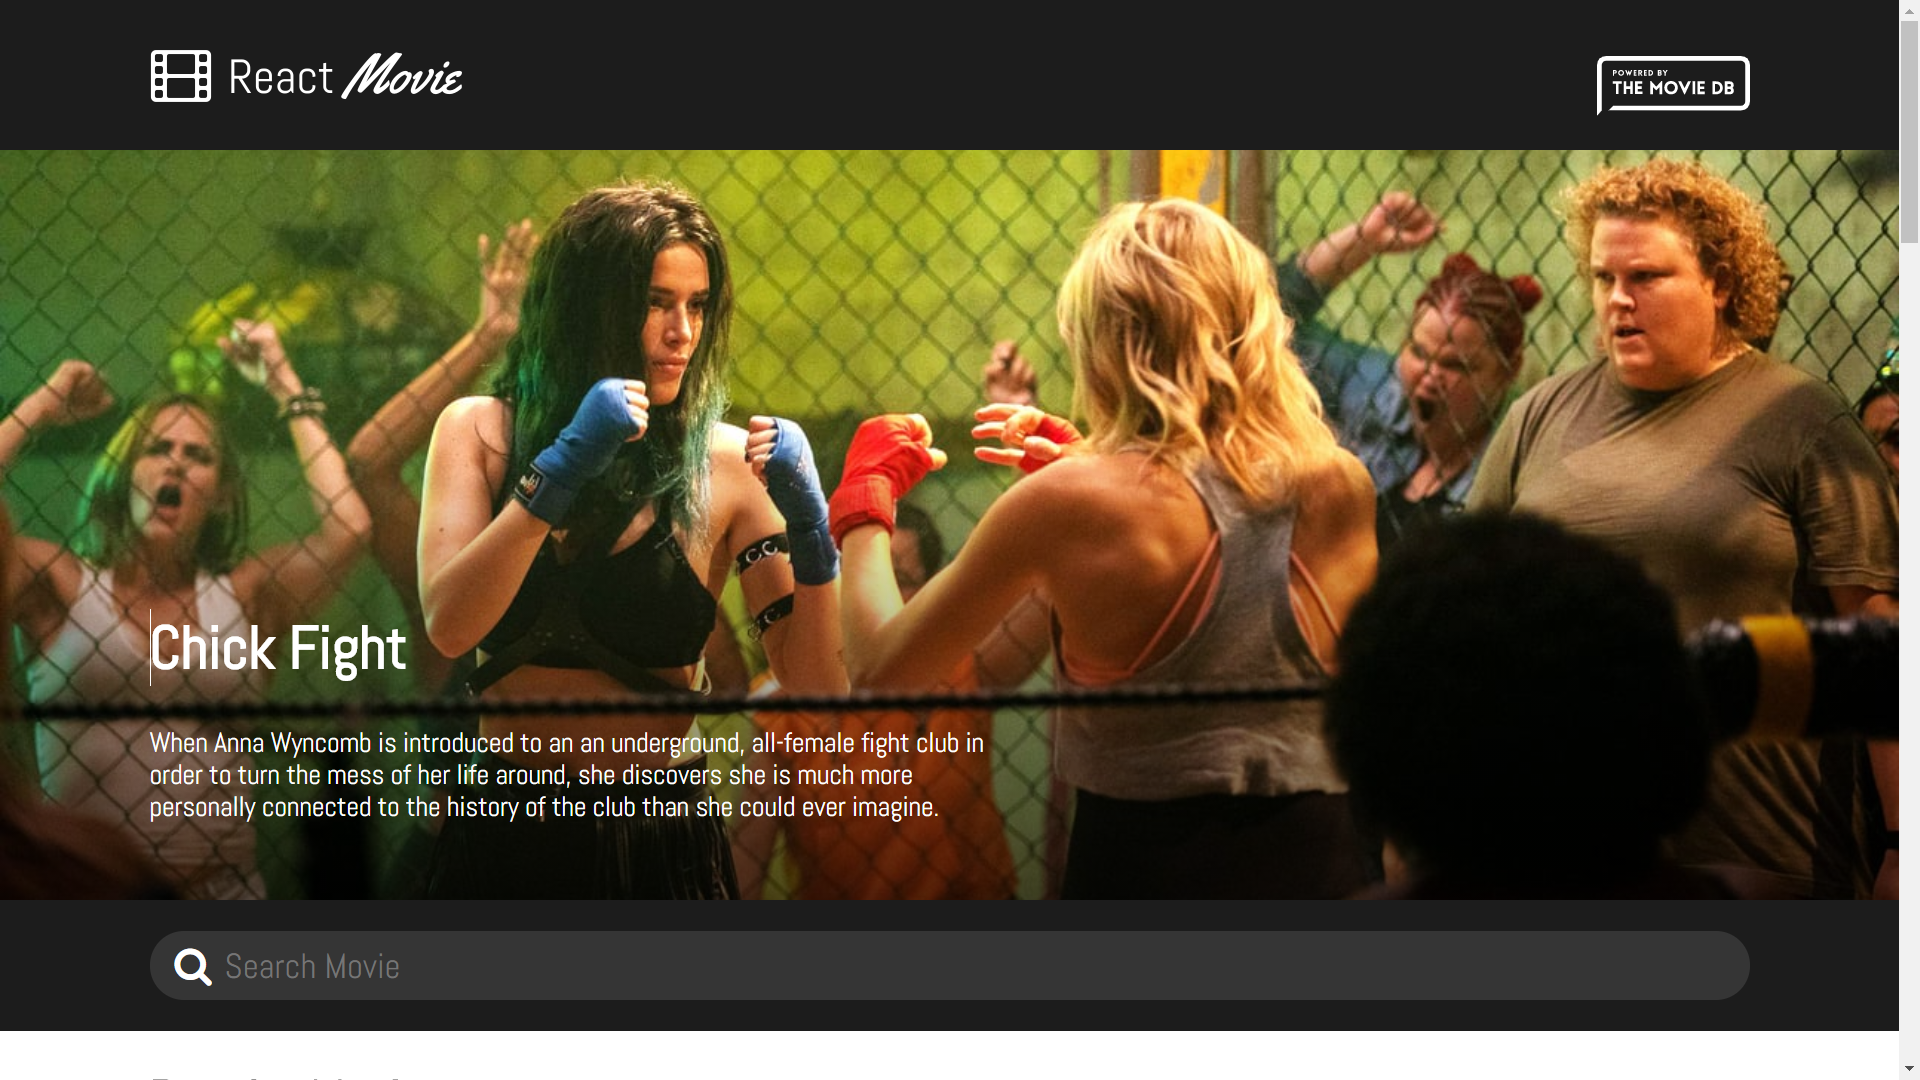 React Movie
POWERED BY
THE MOVIE DB
Chick Fight
When Anna Wyncomb is introduced to an an underground, all-female fight club in
order to turn the mess of her life around, she discovers she is much more
personally connected to the history of the club than she could ever imagine.
Search Movie